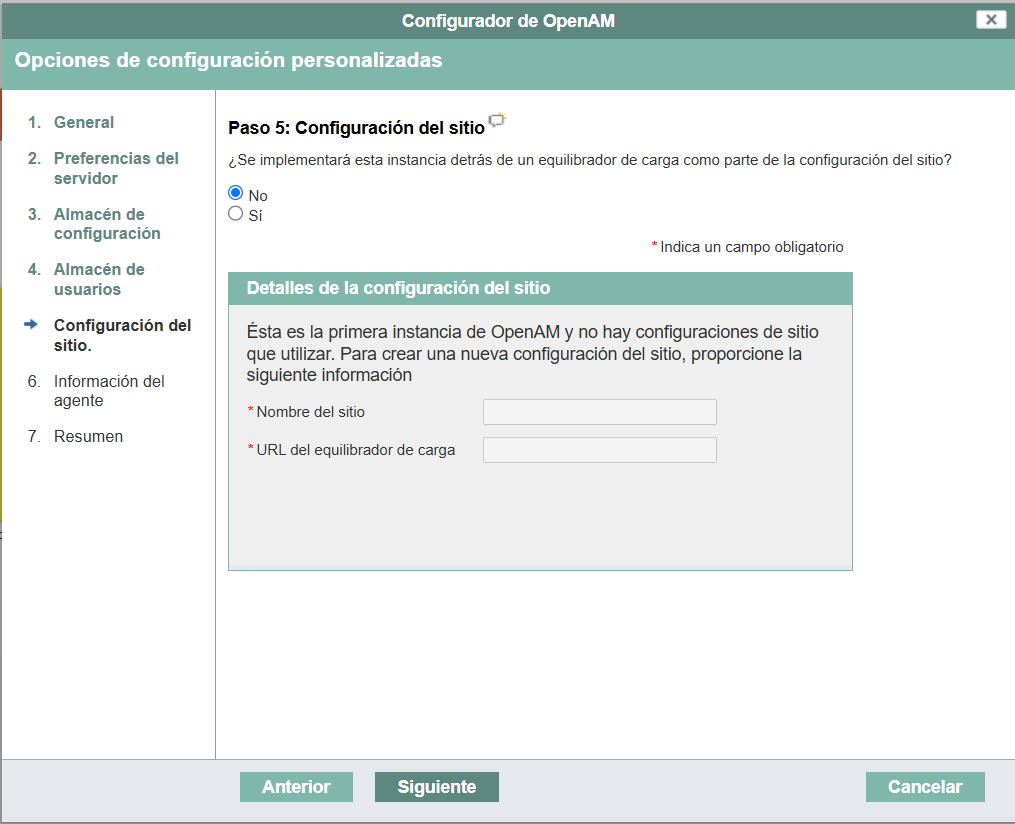 Configurador de OpenAM
Opciones de configuración personalizadas
1. General
2. Preferencias del
servidor
3. Almacén de
configuración
4. Almacén de
usuarios
Configuración del
sitio.
6. Información del
agente
7. Resumen
Paso 5: Configuración del sitio
¿Se implementará esta instancia detrás de un equilibrador de carga como parte de la configuración del sitio?
No
Sí
* Indica un campo obligatorio
Detalles de la configuración del sitio
Ésta es la primera instancia de OpenAM y no hay configuraciones de sitio
que utilizar. Para crear una nueva configuración del sitio, proporcione la
siguiente información
* Nombre del sitio
* URL del equilibrador de carga
Anterior
Siguiente
Cancelar